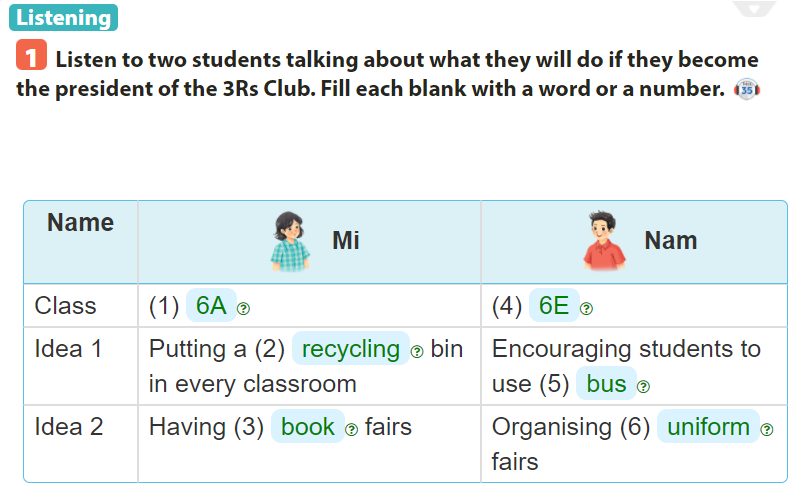 Listening
1 Listen to two students talking about what they will do if they become
the president of the 3Rs Club. Fill each blank with a word or a number. 35
Name Mi Nam
Class (1) 6A ? (4) 6E ?
Idea 1 Putting a (2) recycling ? bin
in every classroom
Encouraging students to
use (5) bus ?
Idea 2 Having (3) book ? fairs
Organising (6) uniform ?
fairs